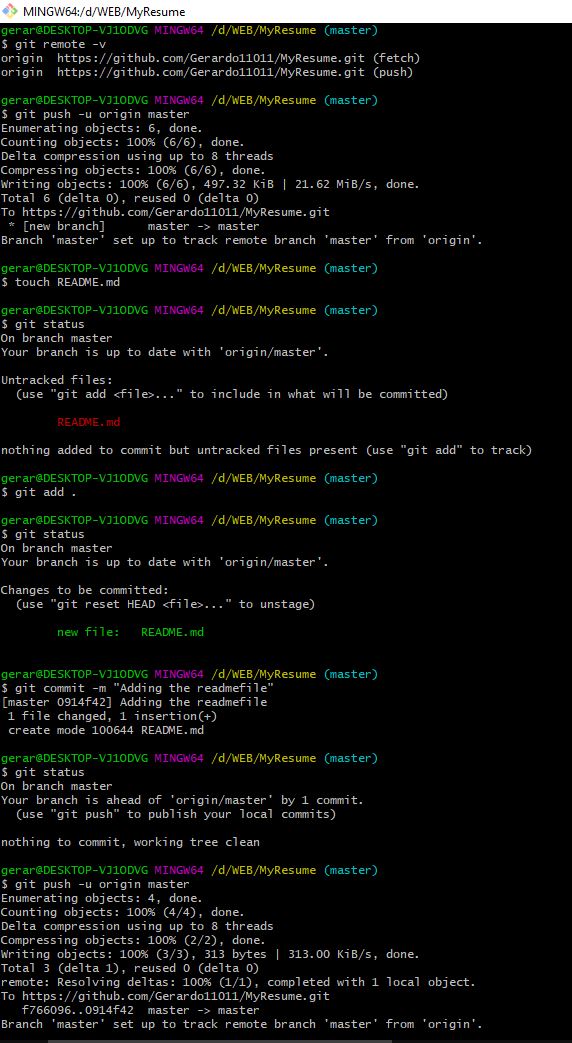 MINGW64:/d/WEB/MyResume
gerar@DESKTOP-VJ1ODVG MINGW64 /d/WEB/MyResume (master)
$ git remote -v
origin  https://github.com/Gerardo11011/MyResume.git (fetch)
origin  https://github.com/Gerardo11011/MyResume.git (push)
gerar@DESKTOP-VJ1ODVG MINGW64 /d/WEB/MyResume (master)
$ git push -u origin master
Enumerating objects: 6, done.
Counting objects: 100% (6/6), done.
Delta compression using up to 8 threads
Compressing objects: 100% (6/6), done.
Writing objects: 100% (6/6), 497.32 KiB | 21.62 MiB/s, done.
Total 6 (delta 0), reused 0 (delta 0)
To https://github.com/Gerardo11011/MyResume.git
 * [new branch]      master -> master
Branch 'master' set up to track remote branch 'master' from 'origin'.
gerar@DESKTOP-VJ1ODVG MINGW64 /d/WEB/MyResume (master)
$ touch README.md
gerar@DESKTOP-VJ1ODVG MINGW64 /d/WEB/MyResume (master)
$ git status
On branch master
Your branch is up to date with 'origin/master'.
Untracked files:
  (use "git add <file>..." to include in what will be committed)
        README.md
nothing added to commit but untracked files present (use "git add" to track)
gerar@DESKTOP-VJ1ODVG MINGW64 /d/WEB/MyResume (master)
$ git add .
gerar@DESKTOP-VJ1ODVG MINGW64 /d/WEB/MyResume (master)
$ git status
On branch master
Your branch is up to date with 'origin/master'.
Changes to be committed:
  (use "git reset HEAD <file>..." to unstage)
        new file:   README.md
gerar@DESKTOP-VJ1ODVG MINGW64 /d/WEB/MyResume (master)
$ git commit -m "Adding the readmefile"
[master 0914f42] Adding the readmefile
 1 file changed, 1 insertion(+)
 create mode 100644 README.md
gerar@DESKTOP-VJ1ODVG MINGW64 /d/WEB/MyResume (master)
$ git status
On branch master
Your branch is ahead of 'origin/master' by 1 commit.
  (use "git push" to publish your local commits)
nothing to commit, working tree clean
gerar@DESKTOP-VJ1ODVG MINGW64 /d/WEB/MyResume (master)
$ git push -u origin master
Enumerating objects: 4, done.
Counting objects: 100% (4/4), done.
Delta compression using up to 8 threads
Compressing objects: 100% (2/2), done.
Writing objects: 100% (3/3), 313 bytes | 313.00 KiB/s, done.
Total 3 (delta 1), reused 0 (delta 0)
remote: Resolving deltas: 100% (1/1), completed with 1 local object.
To https://github.com/Gerardo11011/MyResume.git
   f766096..0914f42  master -> master
Branch 'master' set up to track remote branch 'master' from 'origin'.